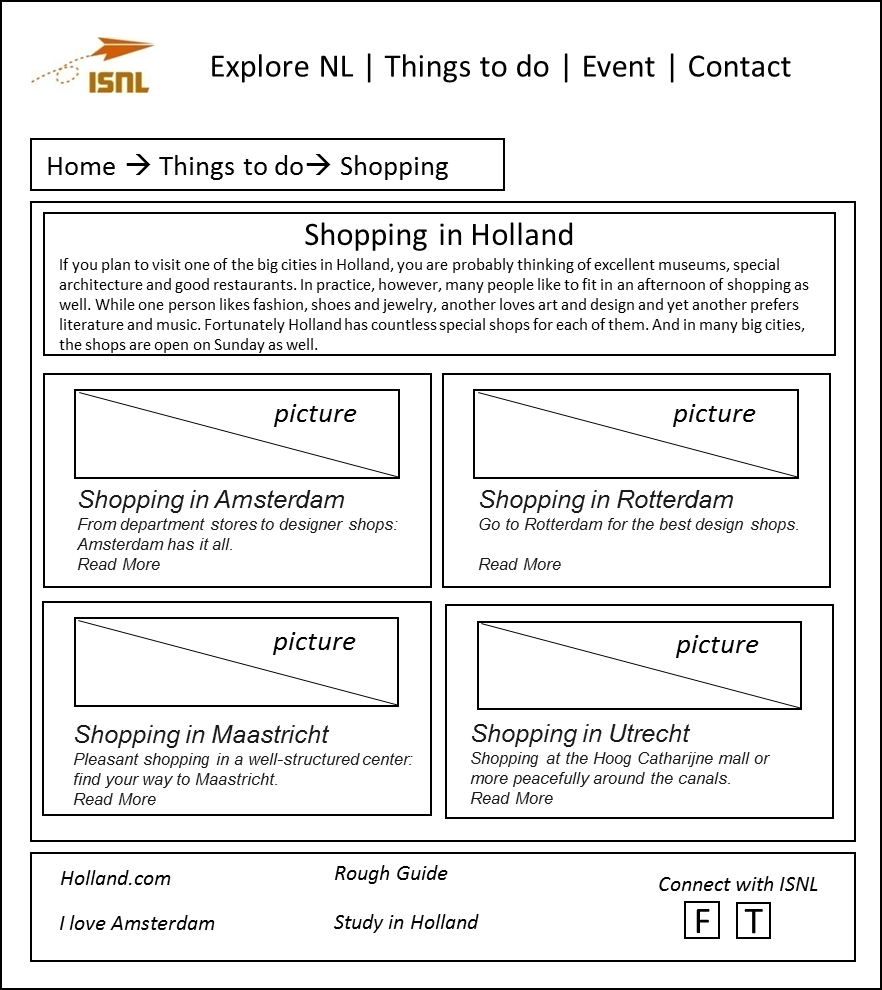 ISNL
Explore NL | Things to do | Event | Contact
Home → Things to do→ Shopping
Shopping in Holland
If you plan to visit one of the big cities in Holland, you are probably thinking of excellent museums, special
architecture and good restaurants. In practice, however, many people like to fit in an afternoon of shopping as
well. While one person likes fashion, shoes and jewelry, another loves art and design and yet another prefers
literature and music. Fortunately Holland has countless special shops for each of them. And in many big cities,
the shops are open on Sunday as well.
picture
Shopping in Amsterdam
From department stores to designer shops:
Amsterdam has it all.
Read More
picture
Shopping in Rotterdam
Go to Rotterdam for the best design shops.
Read More
picture
Shopping in Maastricht
Pleasant shopping in a well-structured center:
find your way to Maastricht.
Read More
picture
Shopping in Utrecht
Shopping at the Hoog Catharijne mall or
more peacefully around the canals.
Read More
Holland.com
I love Amsterdam
Rough Guide
Study in Holland
Connect with ISNL
F T